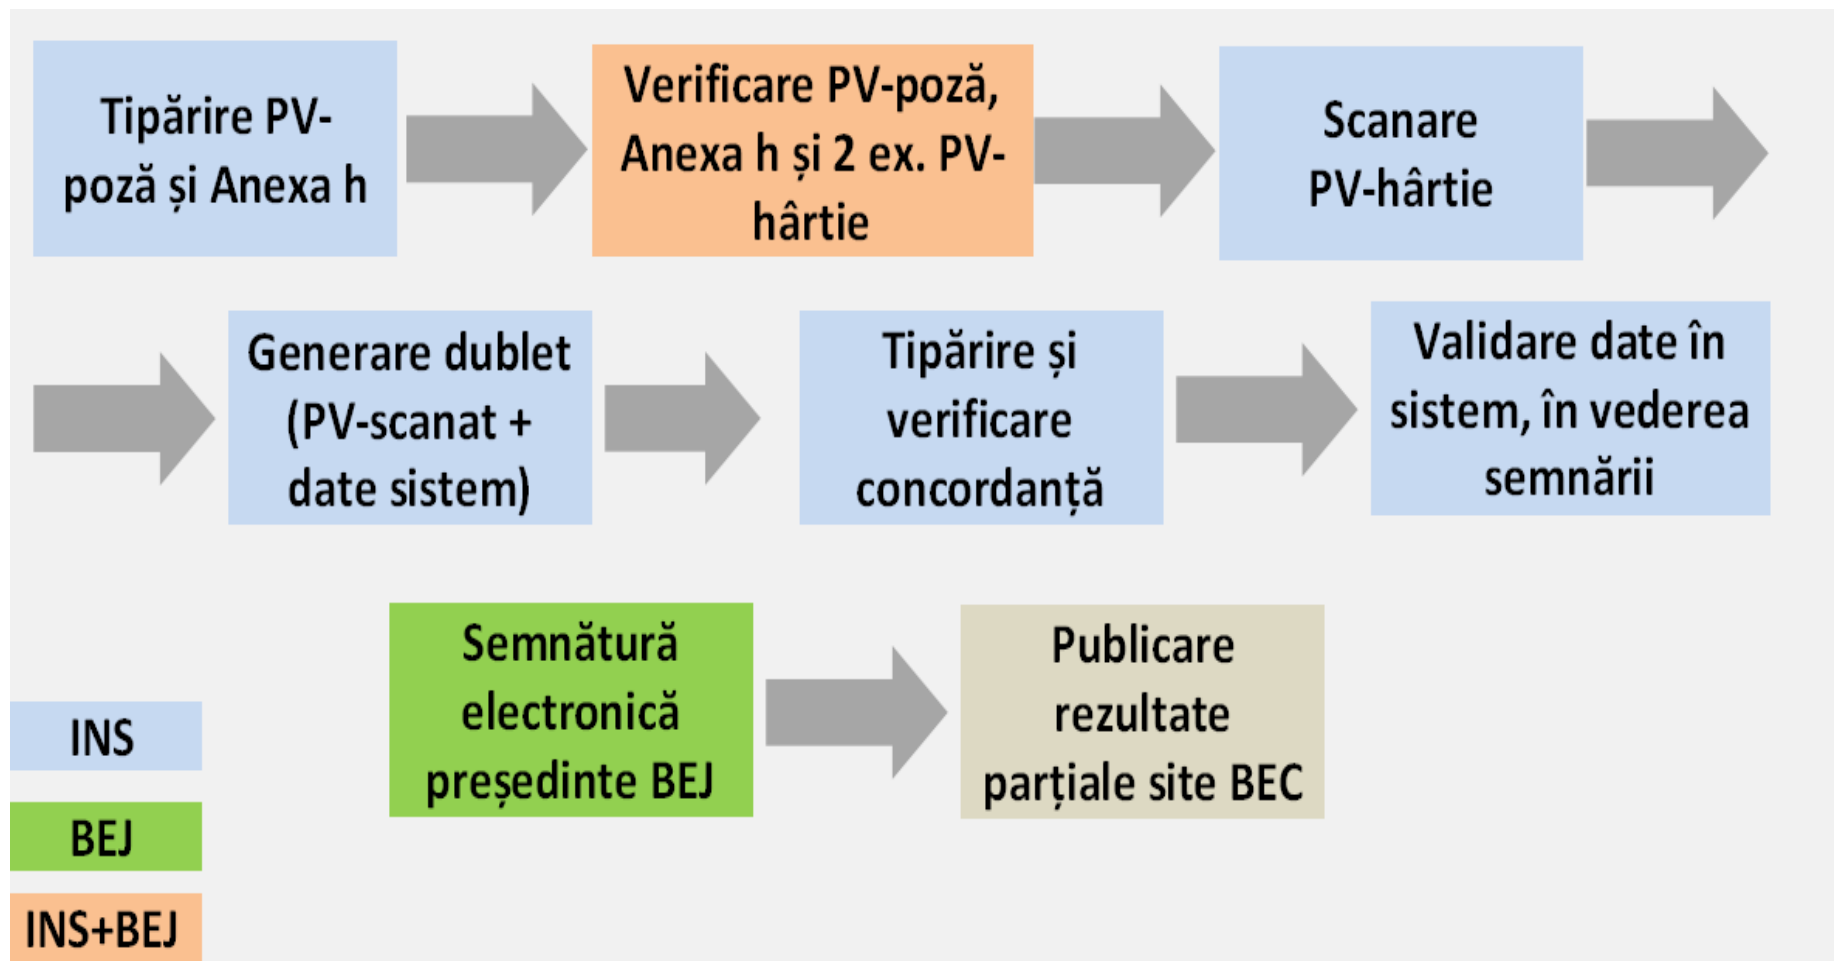 Tipărire PV-
poză și Anexa h
Verificare PV-poză,
Anexa h și 2 ex. PV-
hârtie
Scanare
PV-hârtie
Generare dublet
(PV-scanat +
date sistem)
Tipărire și
verificare
concordanță
Validare date în
sistem, în vederea
semnării
Semnătură
electronică
președinte BEJ
Publicare
rezultate
parțiale site BEC
INS
BEJ
INS+BEJ